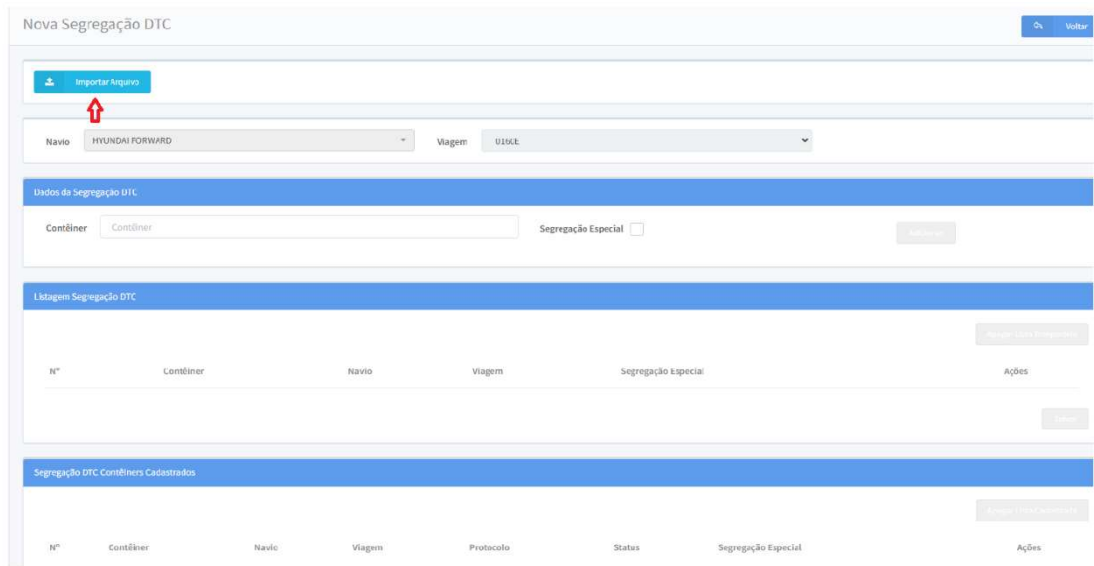 Nova Segregação DTC
Voltar
Importar Arquivo
Navio HYUNDAI FORWARD Viagem 0160E
Dados da Segregação DTC
Contêiner Contêiner Segregação Especial
Listagem Segregação DTC
Nº Contêiner Navio Viagem Segregação Especial Ações
Segregação DTC Contêiners Cadastrados
Nº Contêiner Navio Viagem Protocolo Status Segregação Especial Ações